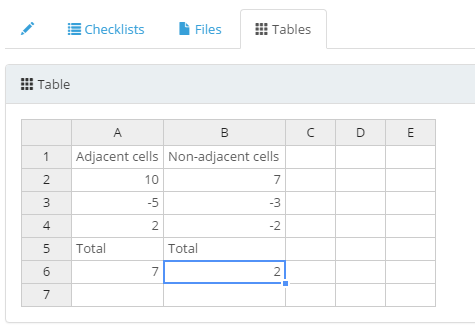 Checklists Files Tables
Table
A B C D E
1 Adjacent cells Non-adjacent cells
2 10 7
3 -5 -3
4 2 -2
5 Total Total
6 7 2
7